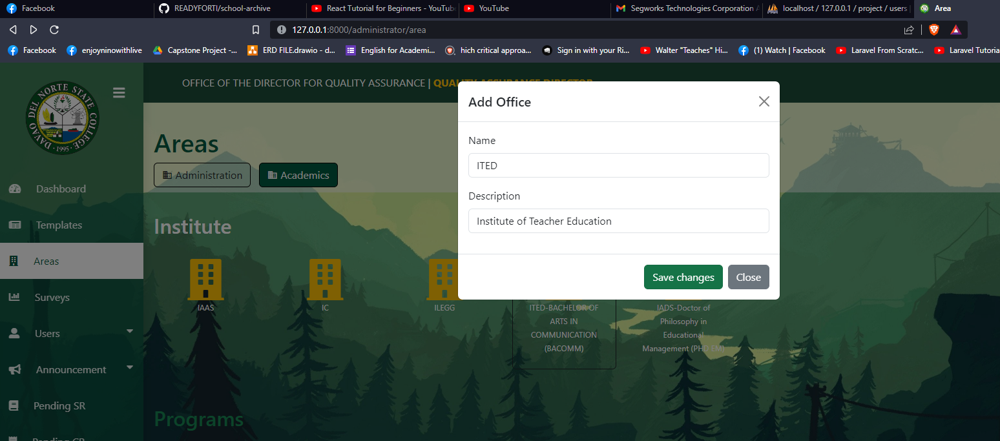 Facebook
READYFORTI/school-archive
React Tutorial for Beginners - YouTub
YouTube
Segworks Technologies Corporation A
localhost / 127.0.0.1 / project / users |
Area
127.0.0.1:8000/administrator/area
Facebook
enjoyninowithlive
Capstone Project -...
ERD FILE.drawio - d...
English for Academi...
hich critical approa...
Sign in with your Ri...
Walter "Teaches" Hi...
(1) Watch | Facebook
Laravel From Scratc...
Laravel Tutoria
DAVAO DEL NORTE STATE COLLEGE
1995
OFFICE OF THE DIRECTOR FOR QUALITY ASSURANCE | QUALITY ASSURANCE DIRECTOR
Dashboard
Templates
Areas
Surveys
Users
Announcement
Pending SR
Pending CR
Areas
Administration
Academics
Institute
IAAS
IC
ILEGG
ITED-BACHELOR OF
ARTS IN
COMMUNICATION
(BACOMM)
IADS-Doctor of
Philosophy in
Educational
Management (PHD EM)
Programs
Add Office
Name
ITED
Description
Institute of Teacher Education
Save changes
Close